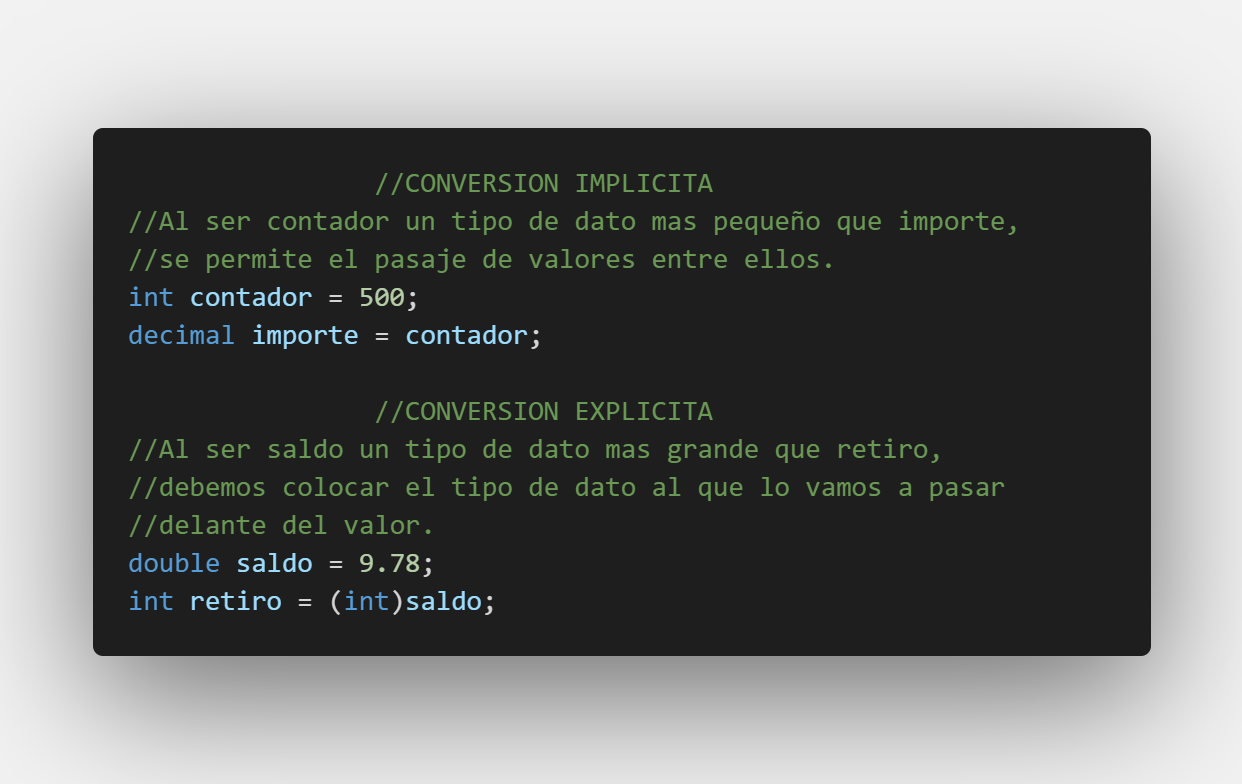 //CONVERSION IMPLICITA
//Al ser contador un tipo de dato mas pequeño que importe,
//se permite el pasaje de valores entre ellos.
int contador = 500;
decimal importe = contador;
//CONVERSION EXPLICITA
//Al ser saldo un tipo de dato mas grande que retiro,
//debemos colocar el tipo de dato al que lo vamos a pasar
//delante del valor.
double saldo = 9.78;
int retiro = (int)saldo;